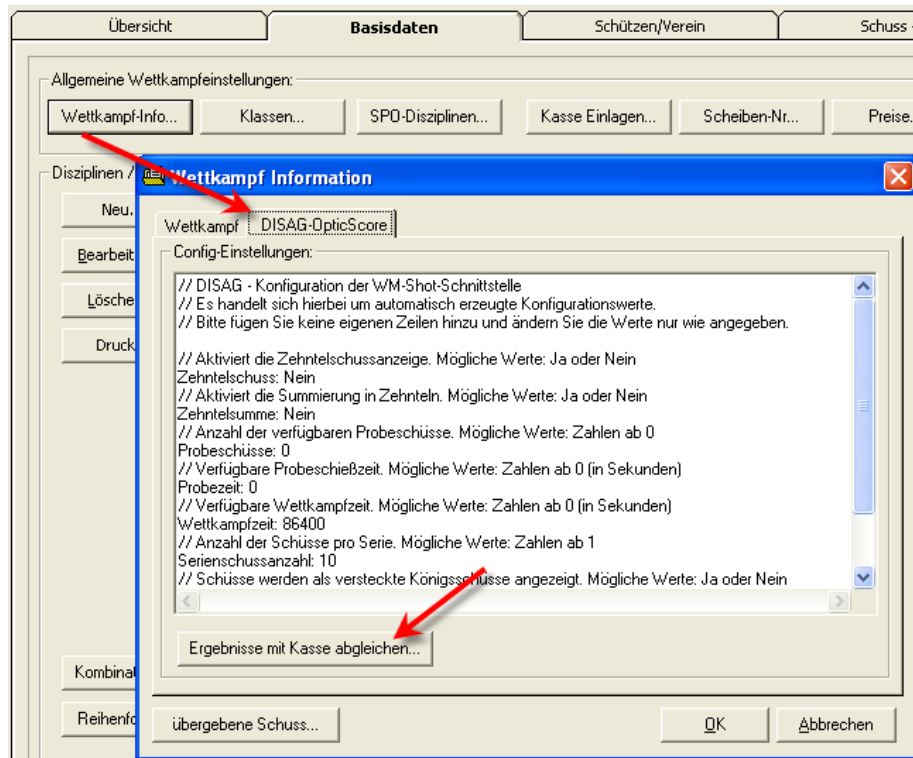 Übersicht
Basisdaten
Schützen/Verein
Schuss
Allgemeine Wettkampfeinstellungen:
Wettkampf-Info...
Klassen...
SPO-Disziplinen...
Kasse Einlagen...
Scheiben-Nr...
Preise.
Disziplinen /
Neu.
Bearbeit
Lösche
Druck
Kombinat
Reihenfo
Wettkampf Information
Wettkampf
DISAG-OpticScore
Config-Einstellungen:
// DISAG - Konfiguration der WM-Shot-Schnittstelle
// Es handelt sich hierbei um automatisch erzeugte Konfigurationswerte.
// Bitte fügen Sie keine eigenen Zeilen hinzu und ändern Sie die Werte nur wie angegeben.
// Aktiviert die Zehntelschussanzeige. Mögliche Werte: Ja oder Nein
Zehntelschuss: Nein
// Aktiviert die Summierung in Zehnteln. Mögliche Werte: Ja oder Nein
Zehntelsumme: Nein
// Anzahl der verfügbaren Probeschüsse. Mögliche Werte: Zahlen ab 0
Probeschüsse: 0
// Verfügbare Probeschießzeit. Mögliche Werte: Zahlen ab 0 (in Sekunden)
Probezeit: 0
// Verfügbare Wettkampfzeit. Mögliche Werte: Zahlen ab 0 (in Sekunden)
Wettkampfzeit: 86400
// Anzahl der Schüsse pro Serie. Mögliche Werte: Zahlen ab 1
Serienschussanzahl: 10
// Schüsse werden als versteckte Königsschüsse angezeigt. Mögliche Werte: Ja oder Nein
Ergebnisse mit Kasse abgleichen...
übergebene Schuss...
OK
Abbrechen